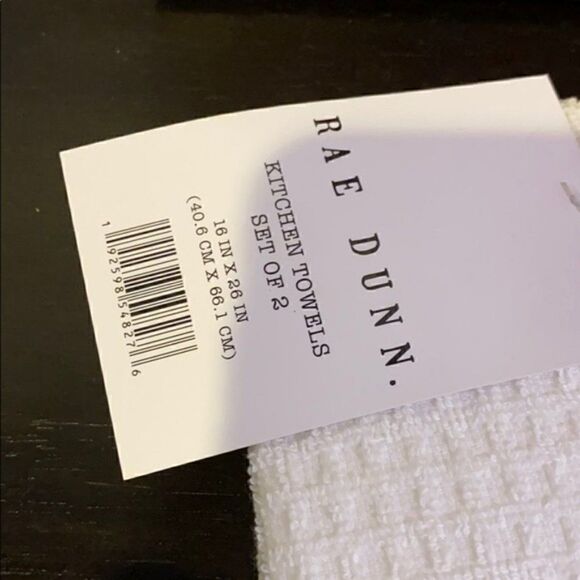 RAE DUNN.
KITCHEN TOWELS
SET OF 2
16 IN X 26 IN
(40.6 CM X 66.1 CM)
1 92598 54827 6